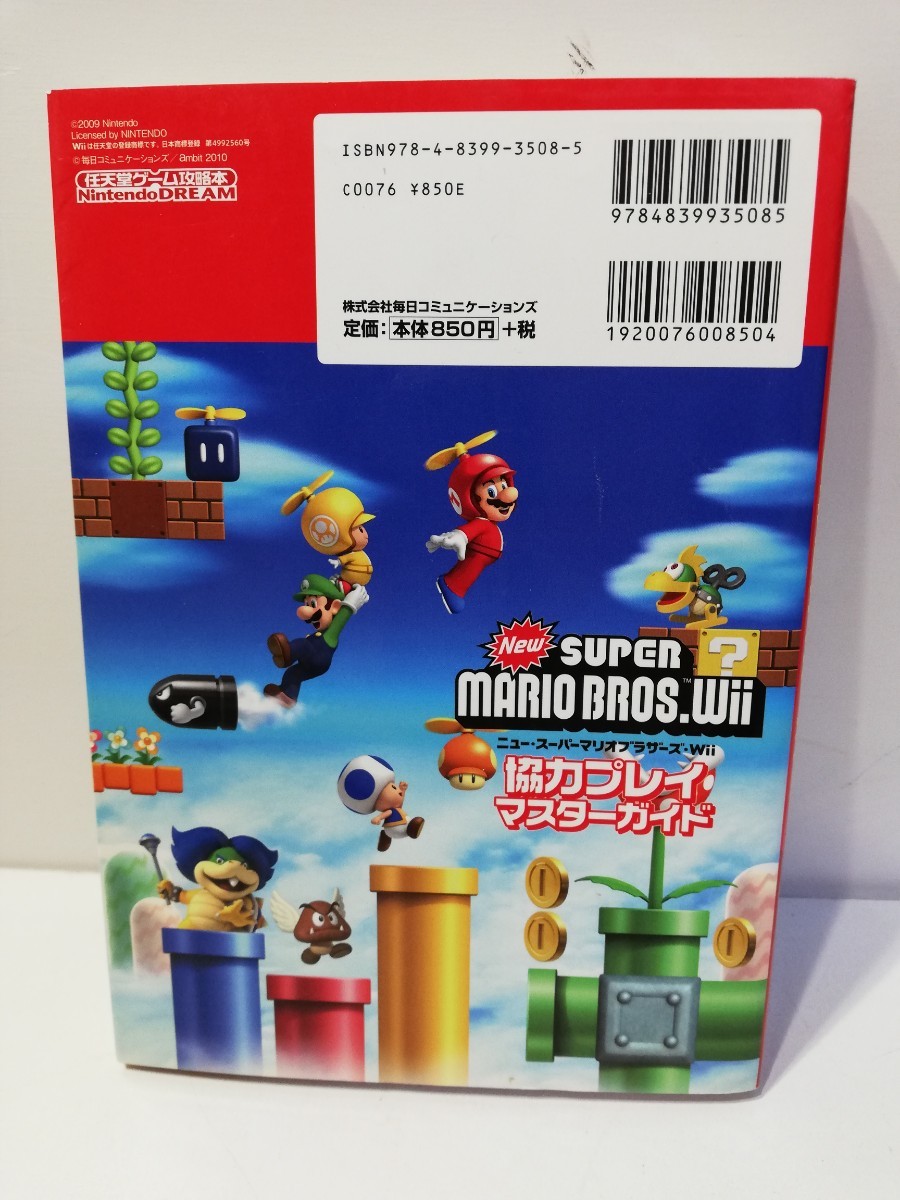 ©2009 Nintendo
Licensed by NINTENDO
Wiiは任天堂の登録商標です。日本商標登録 第4992560号
©毎日コミュニケーションズ/ambit 2010
任天堂ゲーム攻略本
Nintendo DREAM
ISBN978-4-8399-3508-5
C0076 ¥850E
9784839935085
1920076008504
株式会社毎日コミュニケーションズ
定価:本体850円+税
New SUPER
MARIO BROS.Wii™
ニュー・スーパーマリオブラザーズ・Wii
協力プレイ・
マスターガイド
?